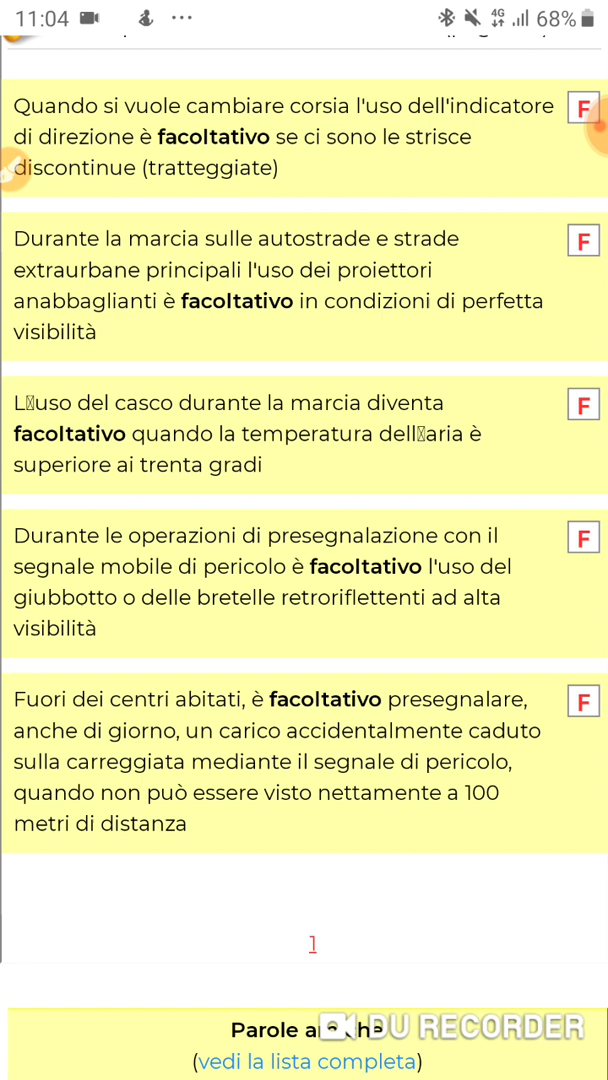 11:04
4G
68%
Quando si vuole cambiare corsia l'uso dell'indicatore
di direzione è facoltativo se ci sono le strisce
discontinue (tratteggiate)
F
Durante la marcia sulle autostrade e strade
extraurbane principali l'uso dei proiettori
anabbaglianti è facoltativo in condizioni di perfetta
visibilità
F
L▯uso del casco durante la marcia diventa
facoltativo quando la temperatura dell▯aria è
superiore ai trenta gradi
F
Durante le operazioni di presegnalazione con il
segnale mobile di pericolo è facoltativo l'uso del
giubbotto o delle bretelle retroriflettenti ad alta
visibilità
F
Fuori dei centri abitati, è facoltativo presegnalare,
anche di giorno, un carico accidentalmente caduto
sulla carreggiata mediante il segnale di pericolo,
quando non può essere visto nettamente a 100
metri di distanza
F
1
Parole
DU RECORDER
(vedi la lista completa)